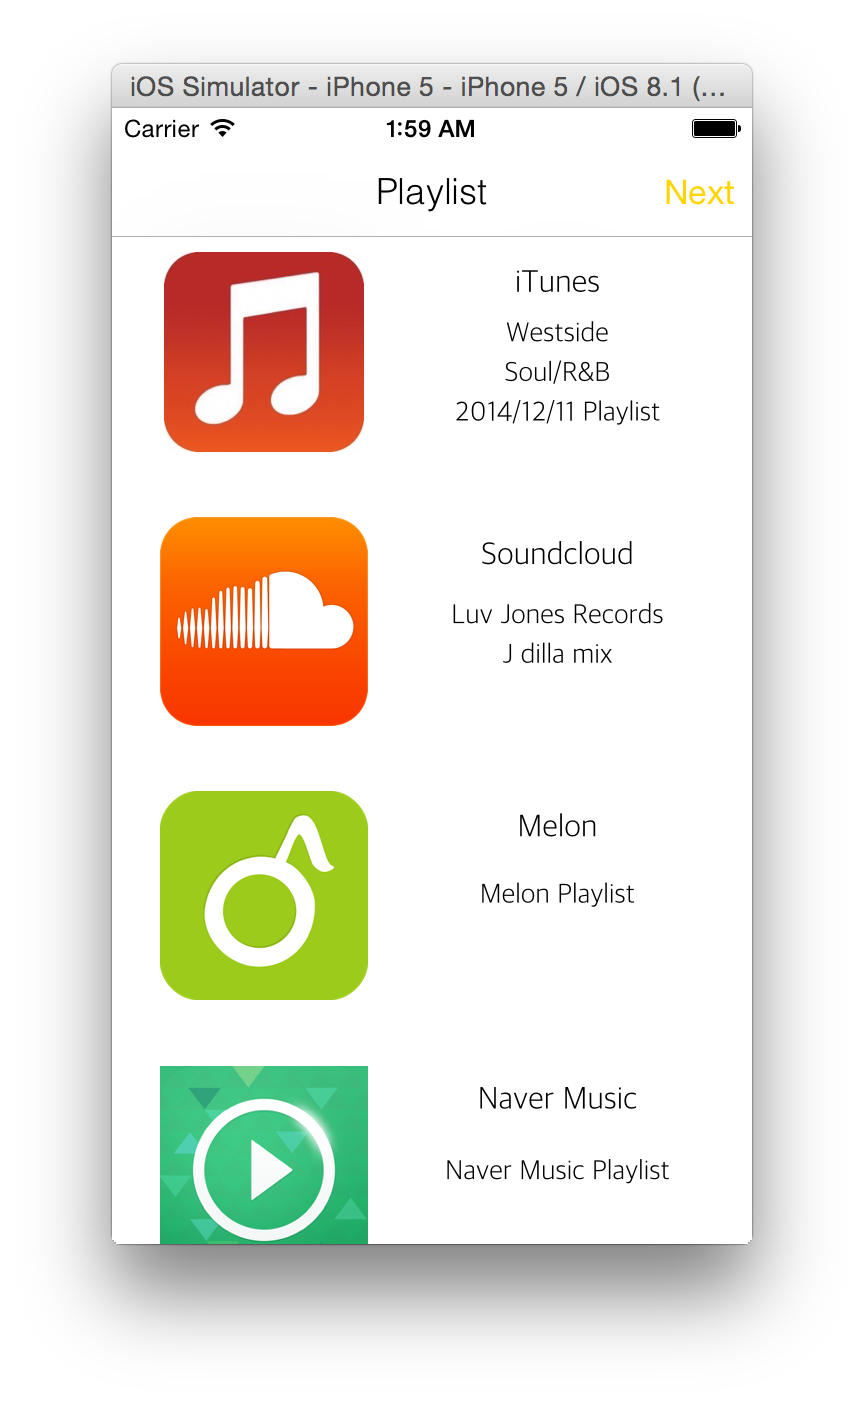 iOS Simulator - iPhone 5 - iPhone 5 / iOS 8.1 (...
Carrier 1:59 AM
Playlist Next
iTunes
Westside
Soul/R&B
2014/12/11 Playlist
Soundcloud
Luv Jones Records
J dilla mix
Melon
Melon Playlist
Naver Music
Naver Music Playlist